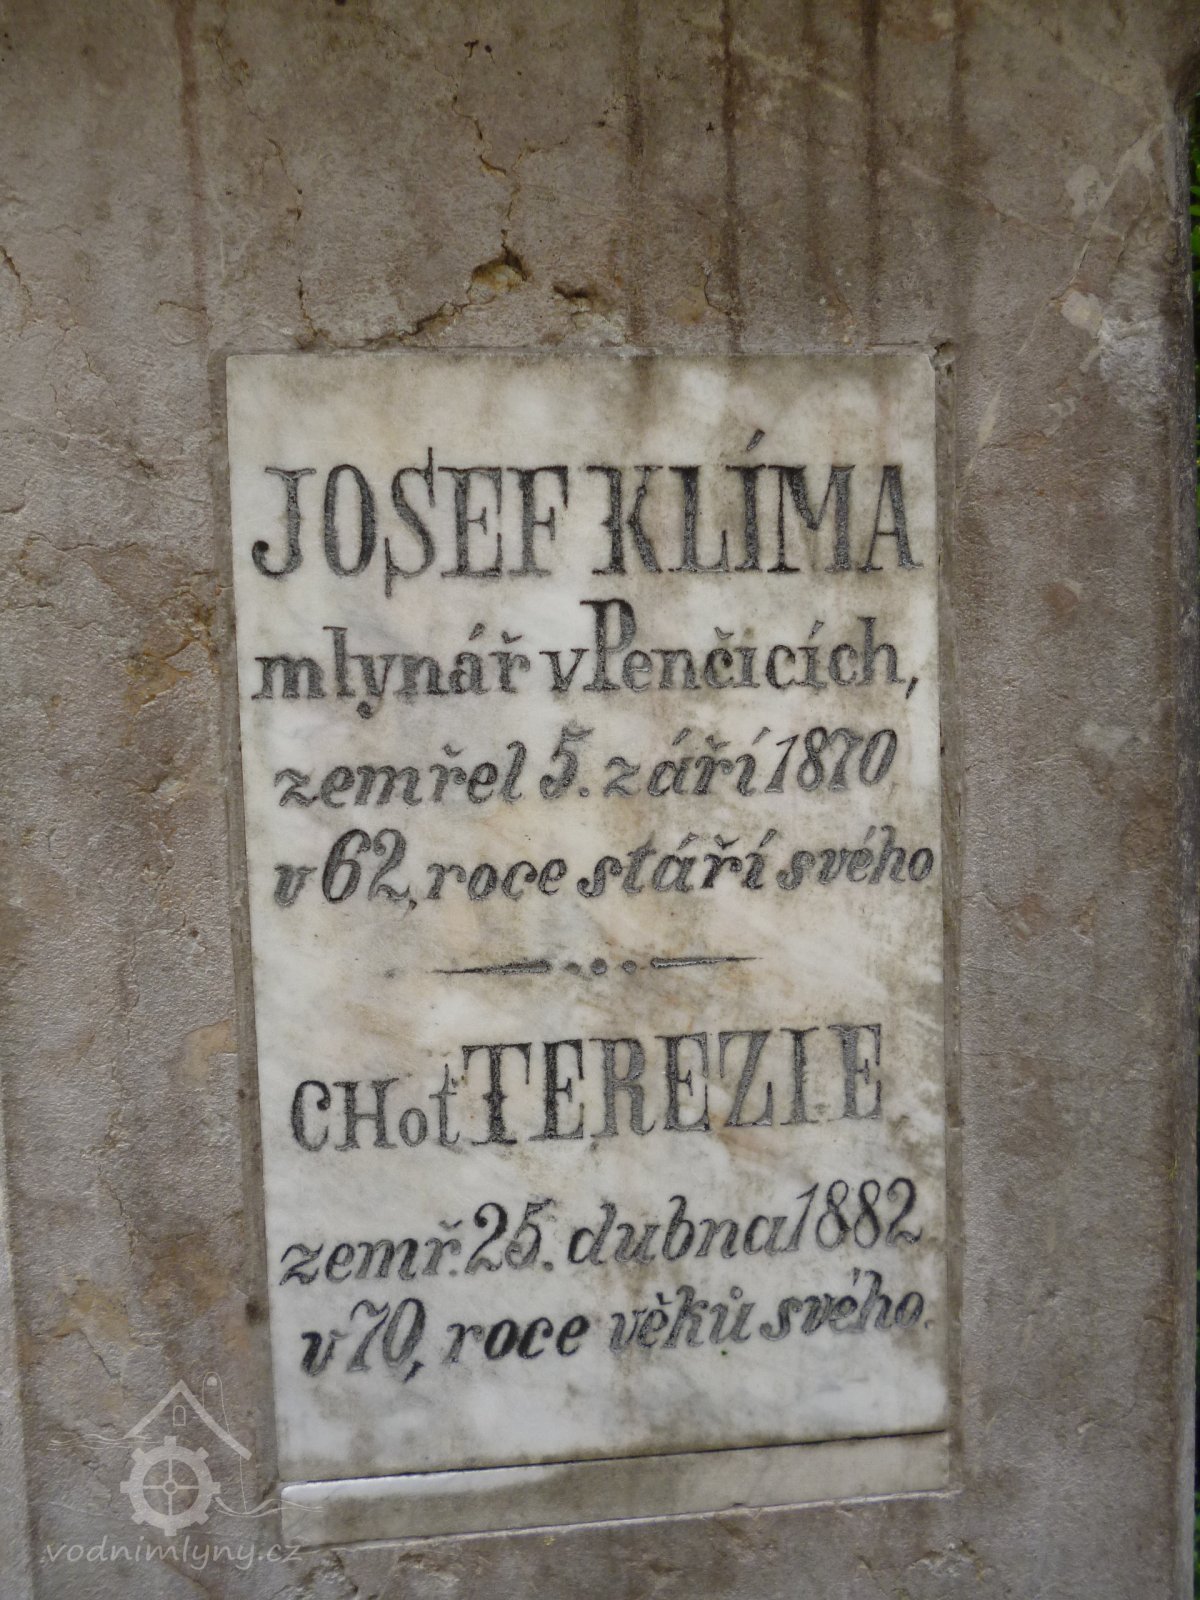 JOSEF KLÍMA
mlynář v Penčicích,
zemřel 5. září 1870
v 62, roce stáří svého
CHoť TEREZIE
zemř. 25. dubna 1882
v 70, roce věků svého.
vodnimlyny.cz